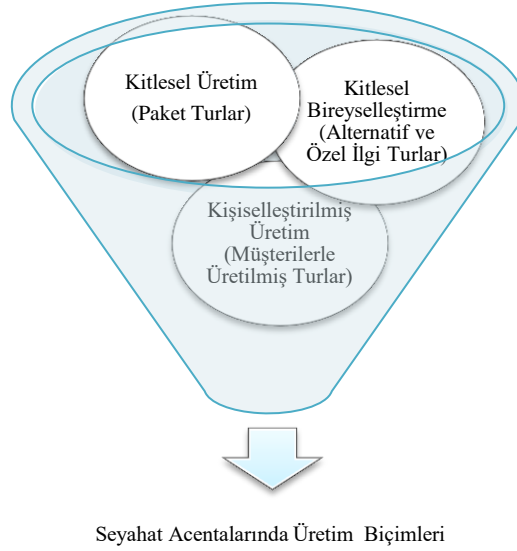 Kitlesel Üretim
(Paket Turlar)
Kitlesel
Bireyselleştirme
(Alternatif ve
Özel İlgi Turlar)
Kişiselleştirilmiş
Üretim
(Müşterilerle
Üretilmiş Turlar)
Seyahat Acentalarında Üretim Biçimleri